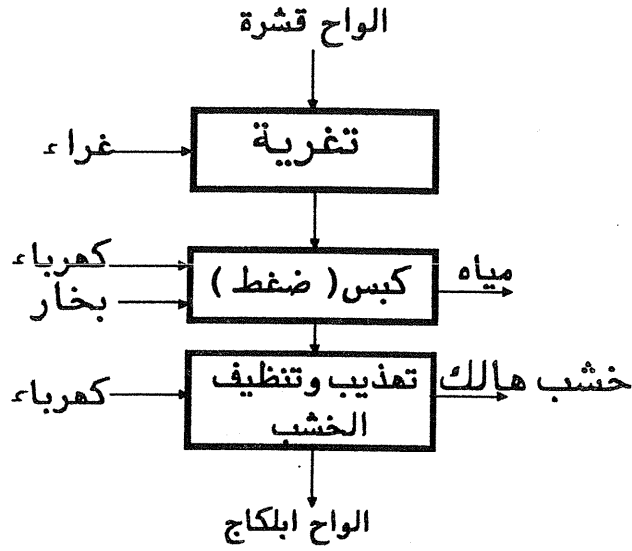 الواح قشرة
تغرية
غراء
كهرباء
بخار
كبس ( ضغط )
مياه
كهرباء
تهذيب وتنظيف
الخشب
خشب هالك
الواح ابلكاج